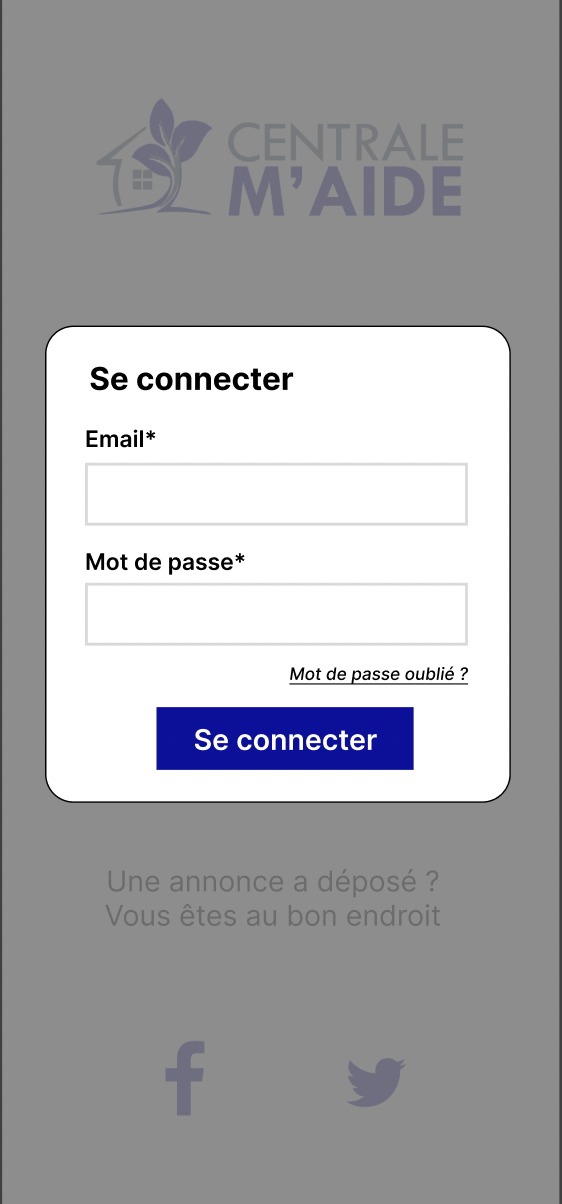 CENTRALE
M'AIDE
Se connecter
Email*
Mot de passe*
Mot de passe oublié ?
Se connecter
Une annonce a déposé ?
Vous êtes au bon endroit